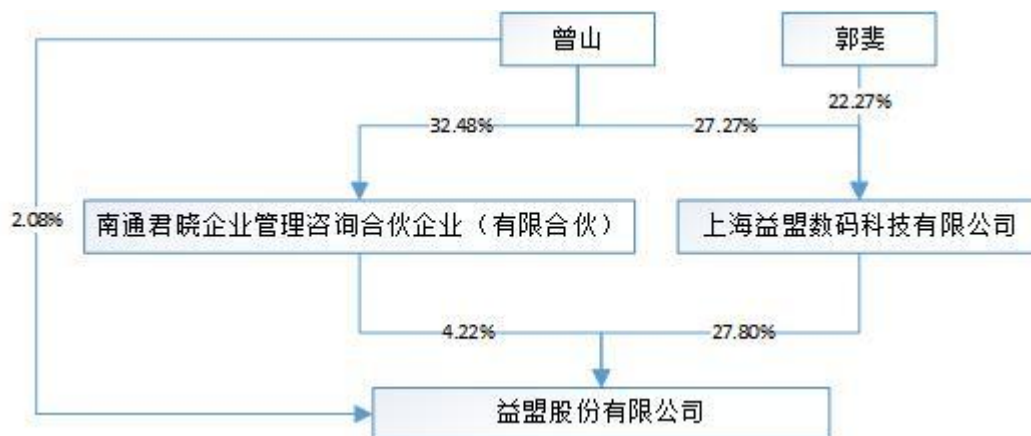 曾山
郭斐
22.27%
32.48%
27.27%
2.08%
南通君晓企业管理咨询合伙企业（有限合伙）
上海益盟数码科技有限公司
4.22%
27.80%
益盟股份有限公司